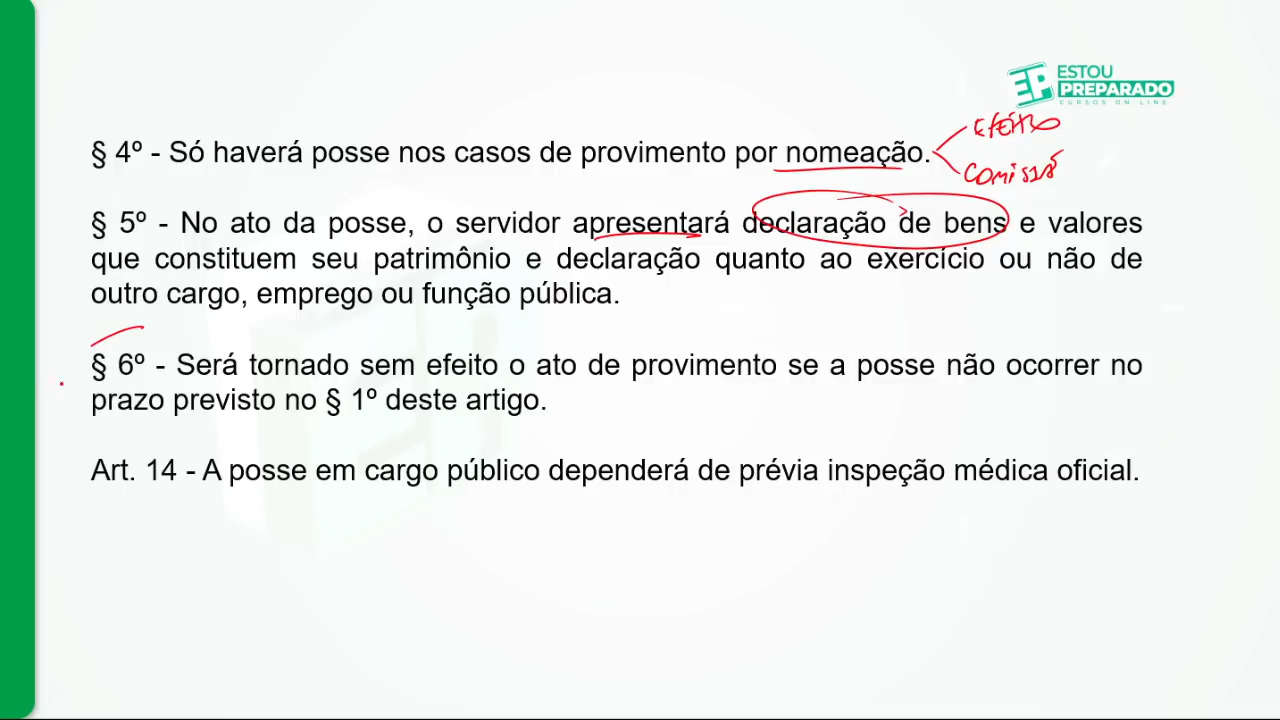 ESTOU
PREPARADO
CURSOS ON LINE
EFEITVO
§ 4º - Só haverá posse nos casos de provimento por nomeação.
COMISSÃ
§ 5º - No ato da posse, o servidor apresentará declaração de bens e valores
que constituem seu patrimônio e declaração quanto ao exercício ou não de
outro cargo, emprego ou função pública.
§ 6º - Será tornado sem efeito o ato de provimento se a posse não ocorrer no
prazo previsto no § 1º deste artigo.
Art. 14 - A posse em cargo público dependerá de prévia inspeção médica oficial.